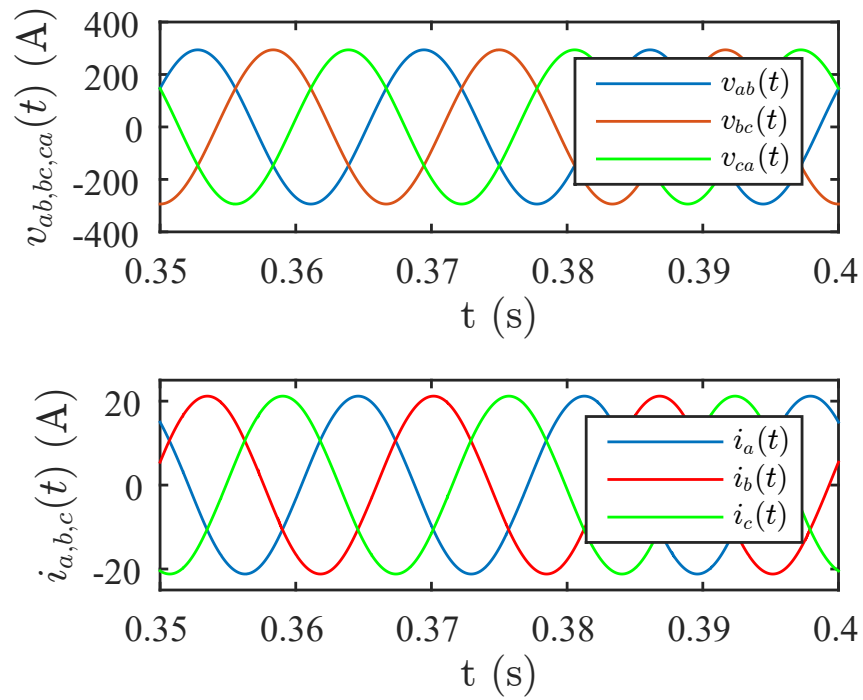 v_{ab,bc,ca}(t) (A)
400
200
0
-200
-400
v_{ab}(t)
v_{bc}(t)
v_{ca}(t)
0.35 0.36 0.37 0.38 0.39 0.4
t (s)
i_{a,b,c}(t) (A)
20
0
-20
i_a(t)
i_b(t)
i_c(t)
0.35 0.36 0.37 0.38 0.39 0.4
t (s)